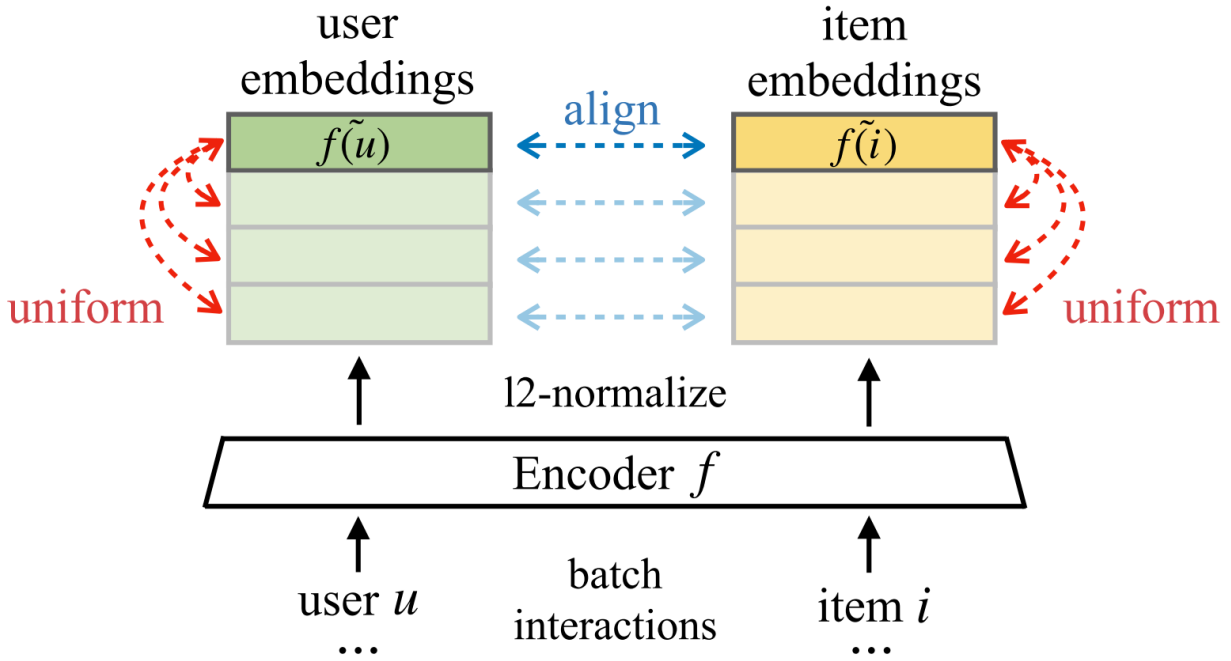 user
embeddings
item
embeddings
align
f(ũ)
f(ĩ)
uniform
uniform
l2-normalize
Encoder f
user u
...
batch
interactions
item i
...